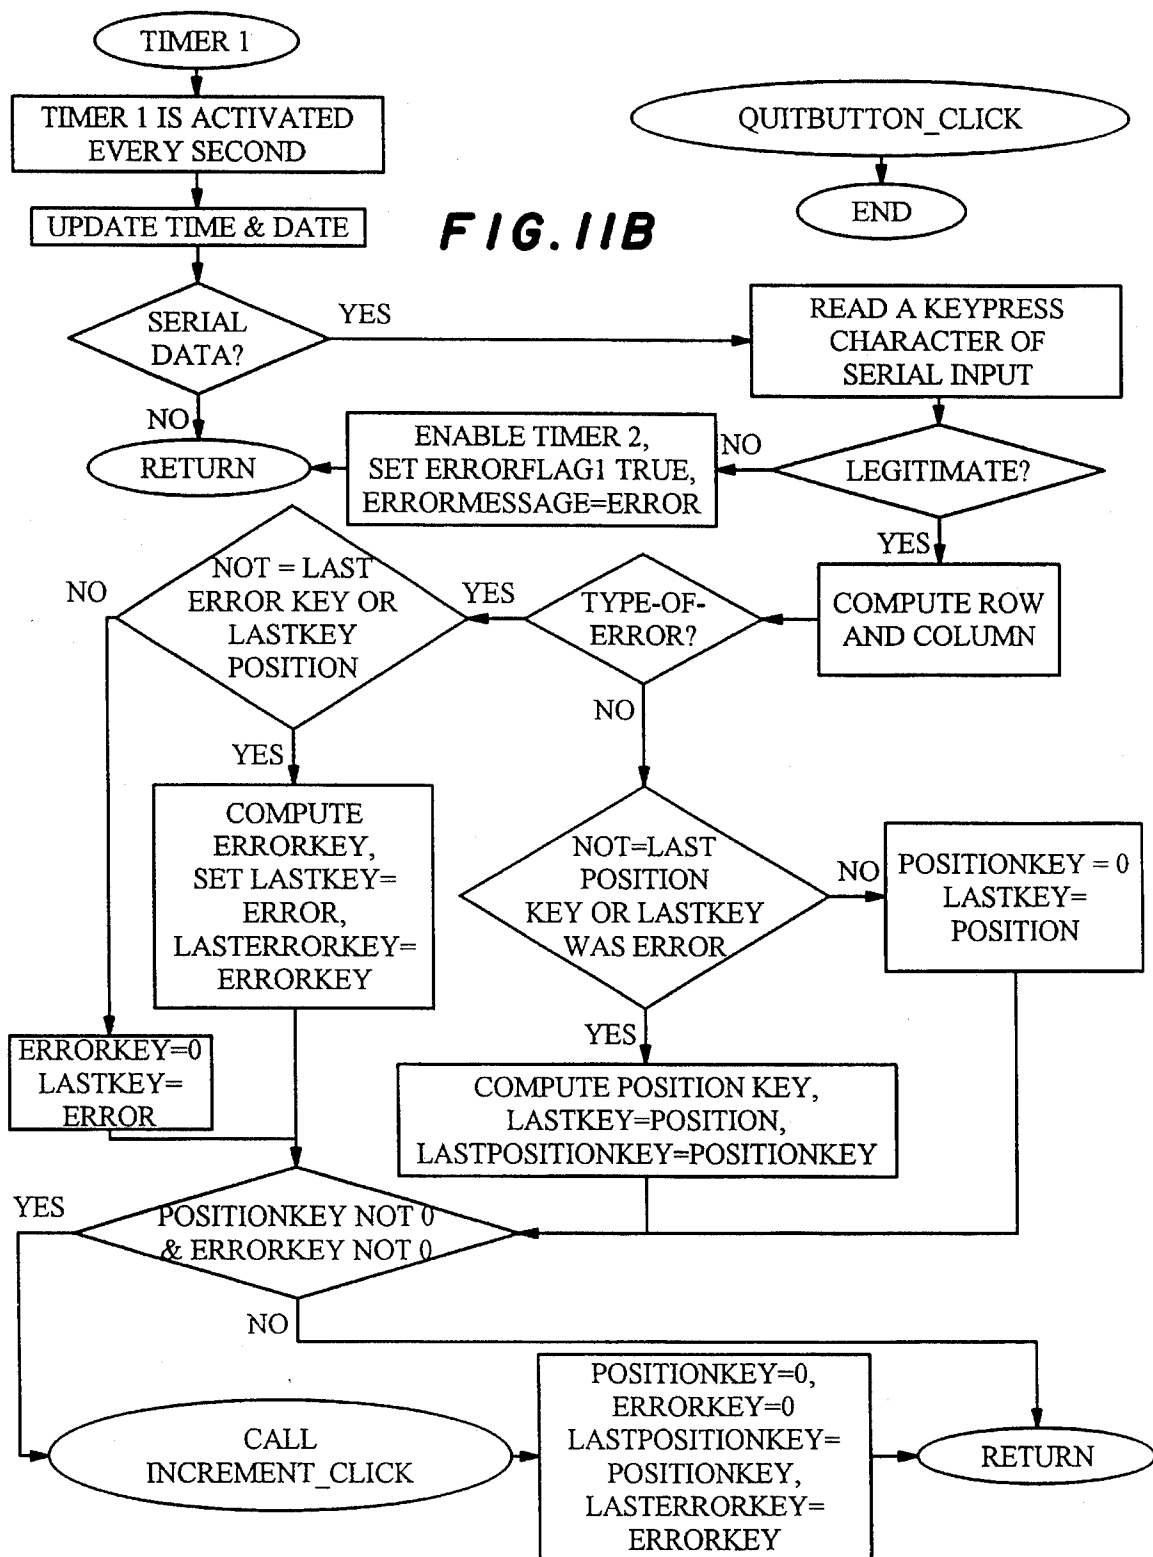 TIMER 1
TIMER 1 IS ACTIVATED
EVERY SECOND
QUITBUTTON_CLICK
UPDATE TIME & DATE
END
FIG.11B
SERIAL
DATA?
YES
READ A KEYPRESS
CHARACTER OF
SERIAL INPUT
NO
RETURN
ENABLE TIMER 2,
SET ERRORFLAG1 TRUE,
ERRORMESSAGE=ERROR
NO
LEGITIMATE?
YES
COMPUTE ROW
AND COLUMN
TYPE-OF-
ERROR?
YES
NOT = LAST
ERROR KEY OR
LASTKEY
POSITION
NO
YES
NO
COMPUTE
ERRORKEY,
SET LASTKEY=
ERROR,
LASTERRORKEY=
ERRORKEY
NOT=LAST
POSITION
KEY OR LASTKEY
WAS ERROR
NO
POSITIONKEY = 0
LASTKEY=
POSITION
YES
ERRORKEY=0
LASTKEY=
ERROR
COMPUTE POSITION KEY,
LASTKEY=POSITION,
LASTPOSITIONKEY=POSITIONKEY
YES
POSITIONKEY NOT 0
& ERRORKEY NOT 0
NO
CALL
INCREMENT_CLICK
POSITIONKEY=0,
ERRORKEY=0
LASTPOSITIONKEY=
POSITIONKEY,
LASTERRORKEY=
ERRORKEY
RETURN